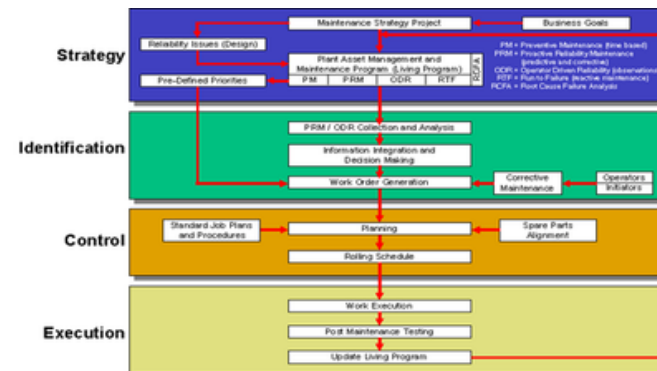 Strategy
Maintenance Strategy Project
Business Goals
Reliability Issues (Design)
Plant Asset Management and
Maintenance Program (Living Program)
PM PRM ODR RTF
RCFA
Pre-Defined Priorities
PM = Preventive Maintenance (time based)
PRM = Proactive Reliability Maintenance
(predictive and corrective)
ODR = Operator Driven Reliability (observations
RTF = Run to Failure (reactive maintenance)
RCFA = Root Cause Failure Analysis
Identification
PRM / ODR Collection and Analysis
Information Integration and
Decision Making
Work Order Generation
Corrective
Maintenance
Operators
Initiators
Control
Standard Job Plans
and Procedures
Planning
Spare Parts
Alignment
Rolling Schedule
Execution
Work Execution
Post Maintenance Testing
Update Living Program